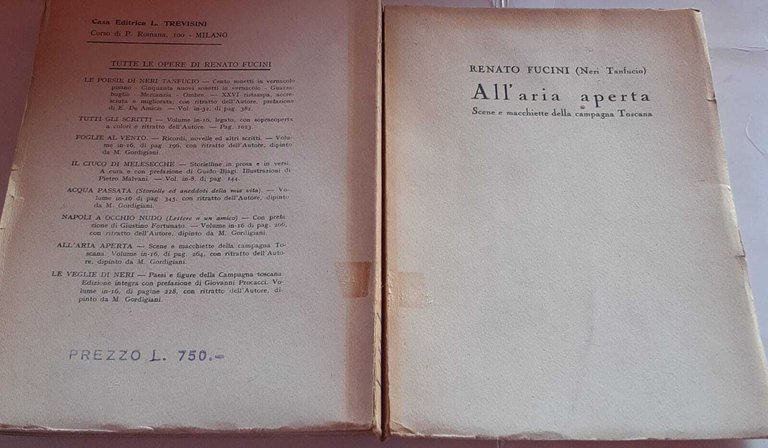 Casa Editrice L. TREVISINI
Corso di P. Romana, 100 - MILANO
TUTTE LE OPERE DI RENATO FUCINI
LE POESIE DI NERI TANFUCIO — Cento sonetti in vernacolo
pisano - Cinquanta nuovi sonetti in vernacolo - Guazza-
buglio - Mercanzia - Ombre. — XXVI ristampa, accre-
sciuta e migliorata, con ritratto dell'Autore, prefazione
di E. De Amicis. — Vol. in-32, di pag. 382.
TUTTI GLI SCRITTI — Volume in-16, legato, con sopracoperta
a colori e ritratto dell'Autore. — Pag. 1023
FOGLIE AL VENTO. — Ricordi, novelle ed altri scritti. — Volu-
me in-16, di pag. 196, con ritratto dell'Autore, dipinto
da M. Gordigiani.
IL CIUCO DI MELESECCHE — Storielline in prosa e in versi.
A cura e con prefazione di Guido Biagi. Illustrazioni di
Pietro Malvani. — Vol. in-8, di pag. 144.
ACQUA PASSATA (Storielle ed aneddoti della mia vita). — Vo-
lume in-16 di pag. 345, con ritratto dell'Autore, dipinto
da M. Gordigiani.
NAPOLI A OCCHIO NUDO (Lettere a un amico) — Con prefa-
zione di Giustino Fortunato. — Volume in-16 di pag. 206,
con ritratto dell'Autore, dipinto da M. Gordigiani.
ALL'ARIA APERTA — Scene e macchiette della campagna To-
scana. Volume in-16, di pag. 264, con ritratto dell'Auto-
re, dipinto da M. Gordigiani.
LE VEGLIE DI NERI — Paesi e figure della Campagna toscana.
Edizione integra con prefazione di Giovanni Procacci. Vo-
lume in-16, di pagine 228, con ritratto dell'Autore, di-
pinto da M. Gordigiani.
PREZZO L. 750.-
RENATO FUCINI (Neri Tanfucio)
All'aria aperta
Scene e macchiette della campagna Toscana